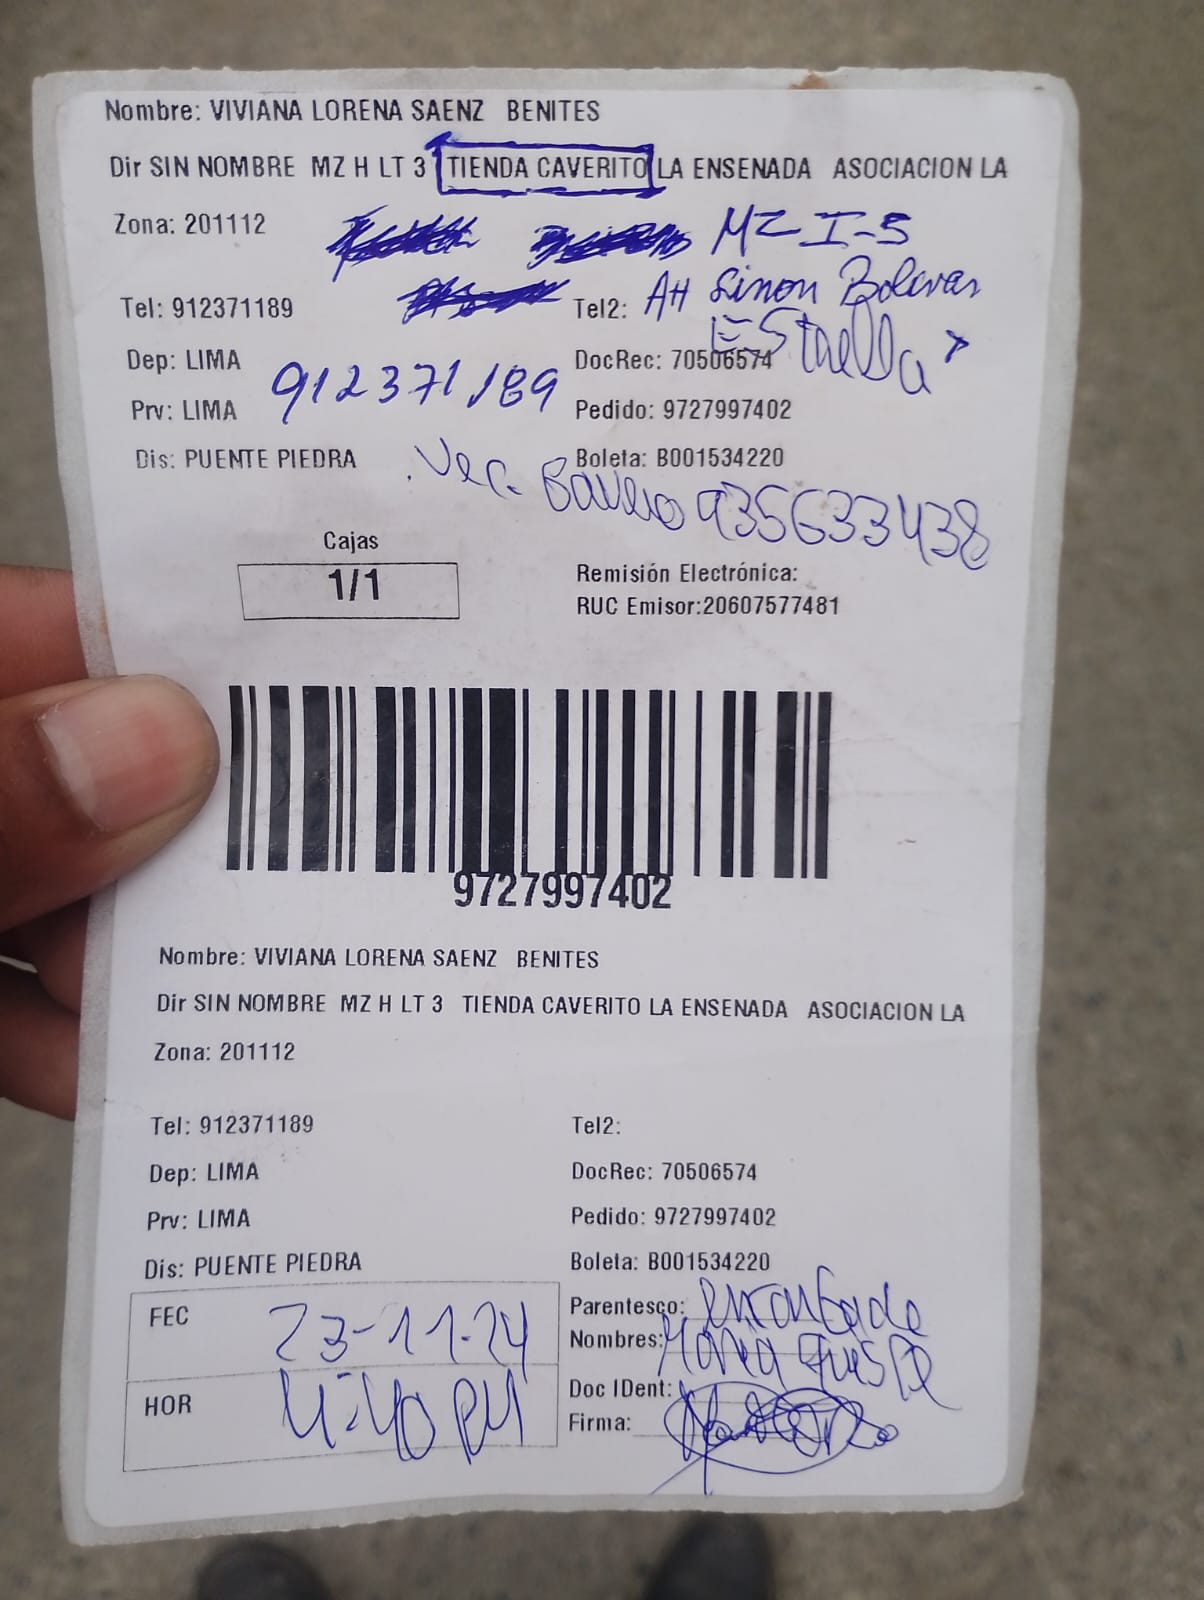 Nombre: VIVIANA LORENA SAENZ BENITES
Dir SIN NOMBRE MZ H LT 3 TIENDA CAVERITO LA ENSENADA ASOCIACION LA
Zona: 201112
MZ I-5
Tel: 912371189
Tel2: AH Simon Bolevar
Dep: LIMA
912371189
DocRec: 70506574
Prv: LIMA
Pedido: 9727997402
Dis: PUENTE PIEDRA
Boleta: B001534220
935633438
Cajas
1/1
Remisión Electrónica:
RUC Emisor:20607577481
9727997402
Nombre: VIVIANA LORENA SAENZ BENITES
Dir SIN NOMBRE MZ H LT 3 TIENDA CAVERITO LA ENSENADA ASOCIACION LA
Zona: 201112
Tel: 912371189
Tel2:
Dep: LIMA
DocRec: 70506574
Prv: LIMA
Pedido: 9727997402
Dis: PUENTE PIEDRA
Boleta: B001534220
FEC 23-11-24
Parentesco:
Nombres: Maria
HOR 4:40 PM
Doc IDent:
Firma: